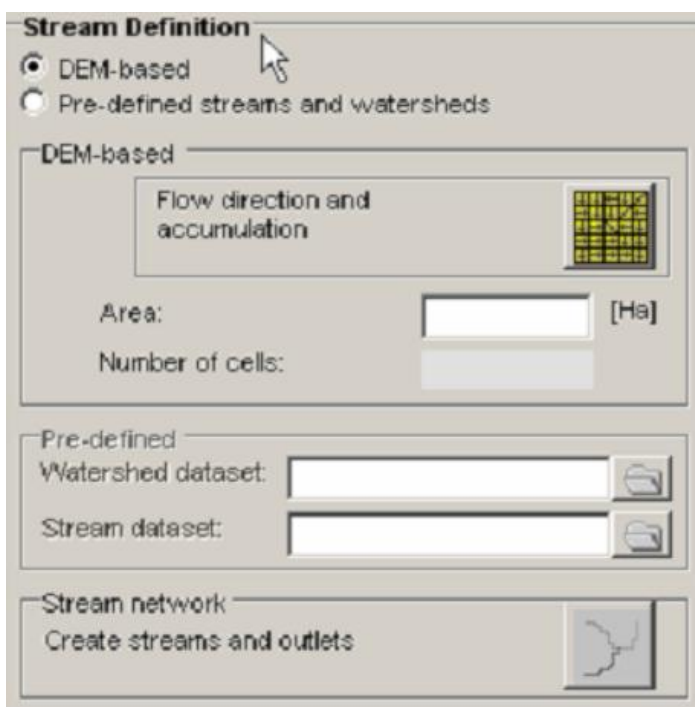 Stream Definition
DEM-based
Pre-defined streams and watersheds
DEM-based
Flow direction and
accumulation
Area:
[Ha]
Number of cells:
Pre-defined
Watershed dataset:
Stream dataset:
Stream network
Create streams and outlets